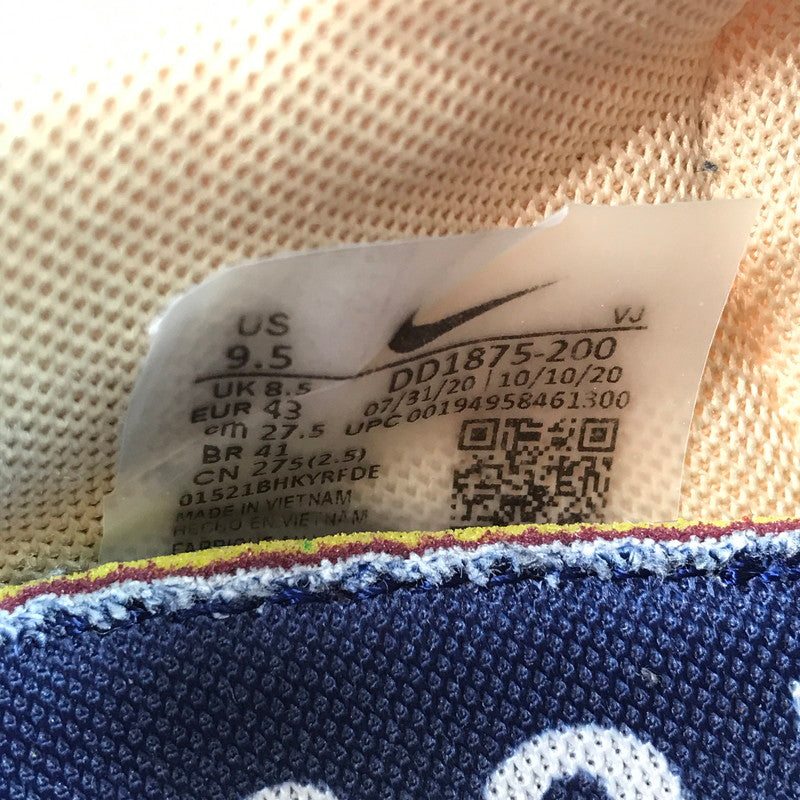 US
9.5
VJ
UK 8.5
DD1875-200
EUR 43
07/31/20 | 10/10/20
cm 27.5
UPC 00194958461300
BR 41
CN 275(2.5)
01521BHKYRFDE
MADE IN VIETNAM
HECHO EN VIETNAM